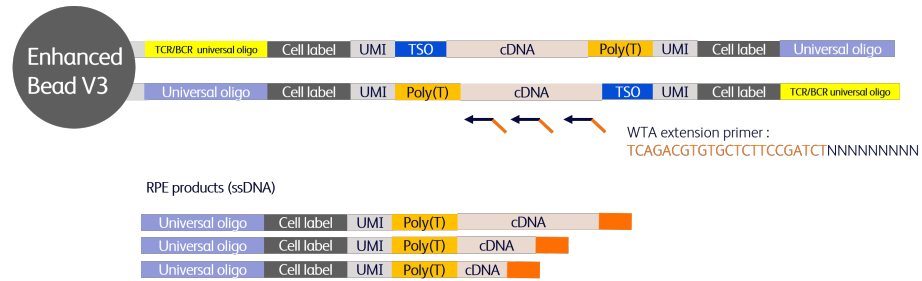 Enhanced
Bead V3
TCR/BCR universal oligo Cell label UMI TSO cDNA Poly(T) UMI Cell label Universal oligo
Universal oligo Cell label UMI Poly(T) cDNA TSO UMI Cell label TCR/BCR universal oligo
WTA extension primer :
TCAGACGTGTGCTCTTCCGATCTNNNNNNNNN
RPE products (ssDNA)
Universal oligo Cell label UMI Poly(T) cDNA
Universal oligo Cell label UMI Poly(T) cDNA
Universal oligo Cell label UMI Poly(T) cDNA